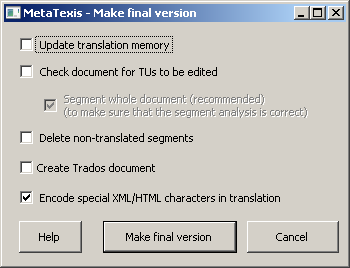 MetaTexis - Make final version
Update translation memory
Check document for TUs to be edited
Segment whole document (recommended)
(to make sure that the segment analysis is correct)
Delete non-translated segments
Create Trados document
Encode special XML/HTML characters in translation
Help
Make final version
Cancel